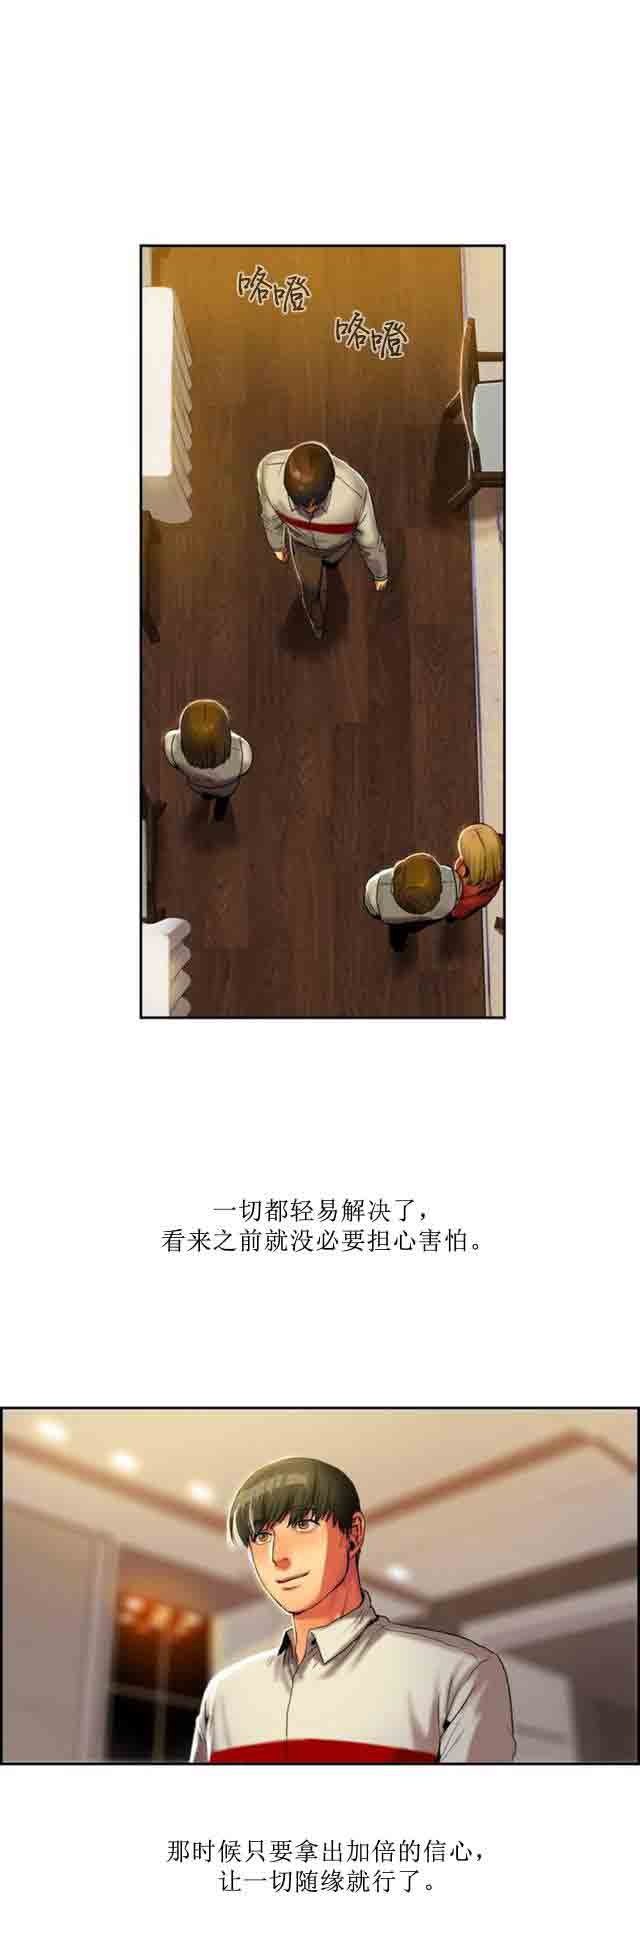 咯噔
咯噔
一切都轻易解决了，
看来之前就没必要担心害怕。
那时候只要拿出加倍的信心，
让一切随缘就行了。